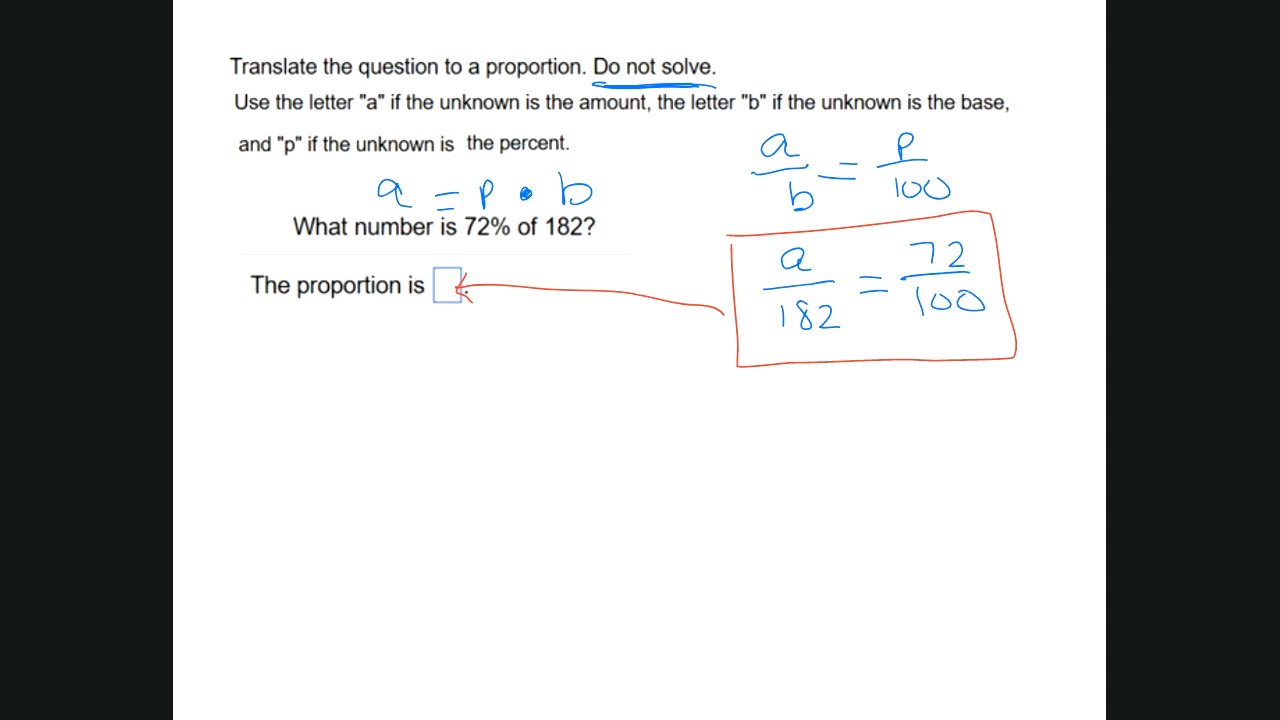 Translate the question to a proportion. Do not solve.
Use the letter "a" if the unknown is the amount, the letter "b" if the unknown is the base,
and "p" if the unknown is the percent.
a = p • b
a/b = p/100
What number is 72% of 182?
a/182 = 72/100
The proportion is .